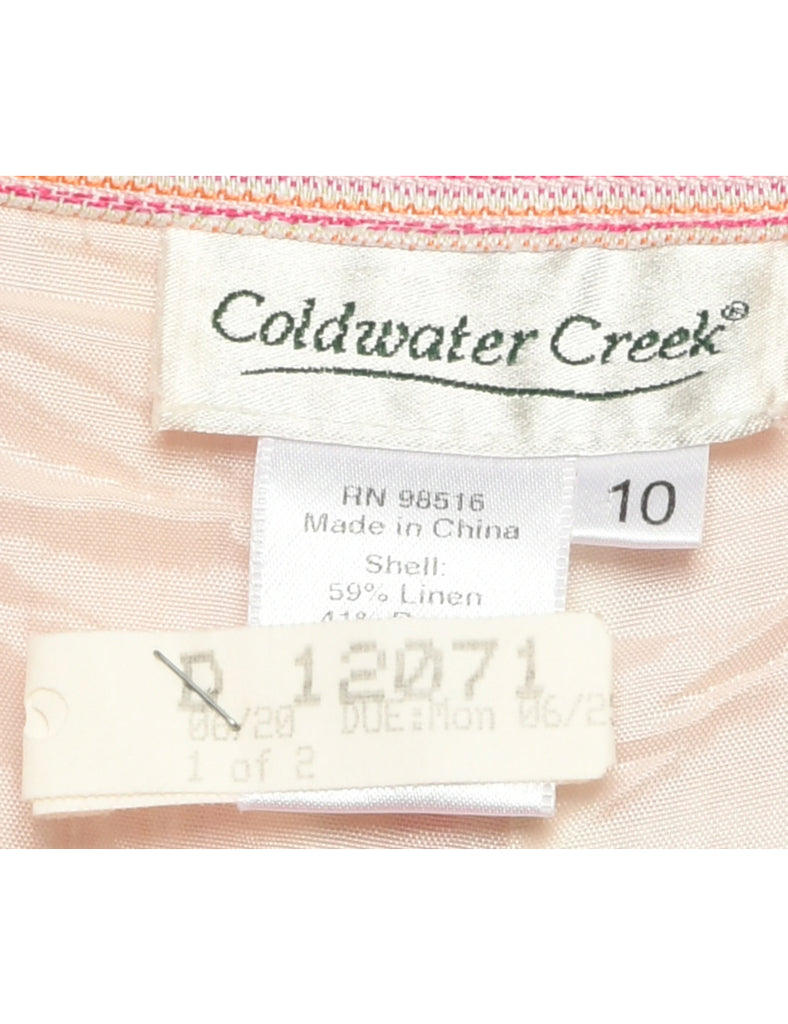 Coldwater Creek®
10
RN 98516
Made in China
Shell:
59% Linen
41%
D 12071
06/20 DUE:Mon 06/2
1 of 2